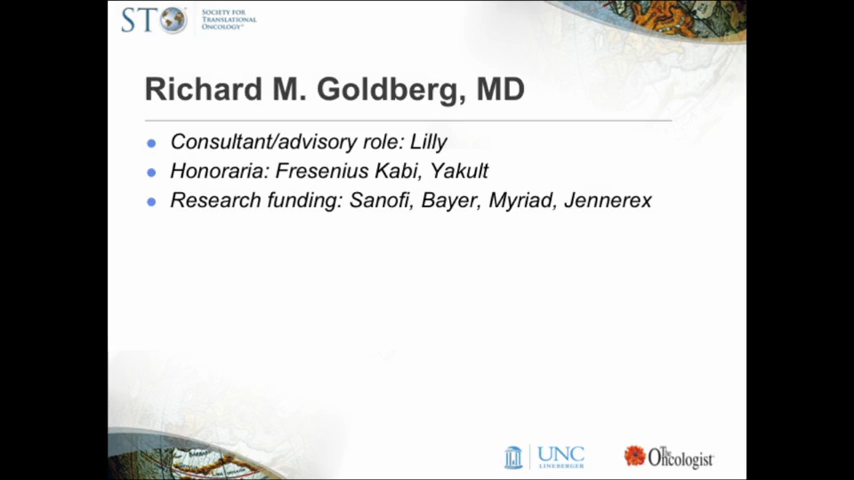 STO
SOCIETY FOR
TRANSLATIONAL
ONCOLOGY
Richard M. Goldberg, MD
• Consultant/advisory role: Lilly
• Honoraria: Fresenius Kabi, Yakult
• Research funding: Sanofi, Bayer, Myriad, Jennerex
UNC
LINEBERGER
The
Oncologist